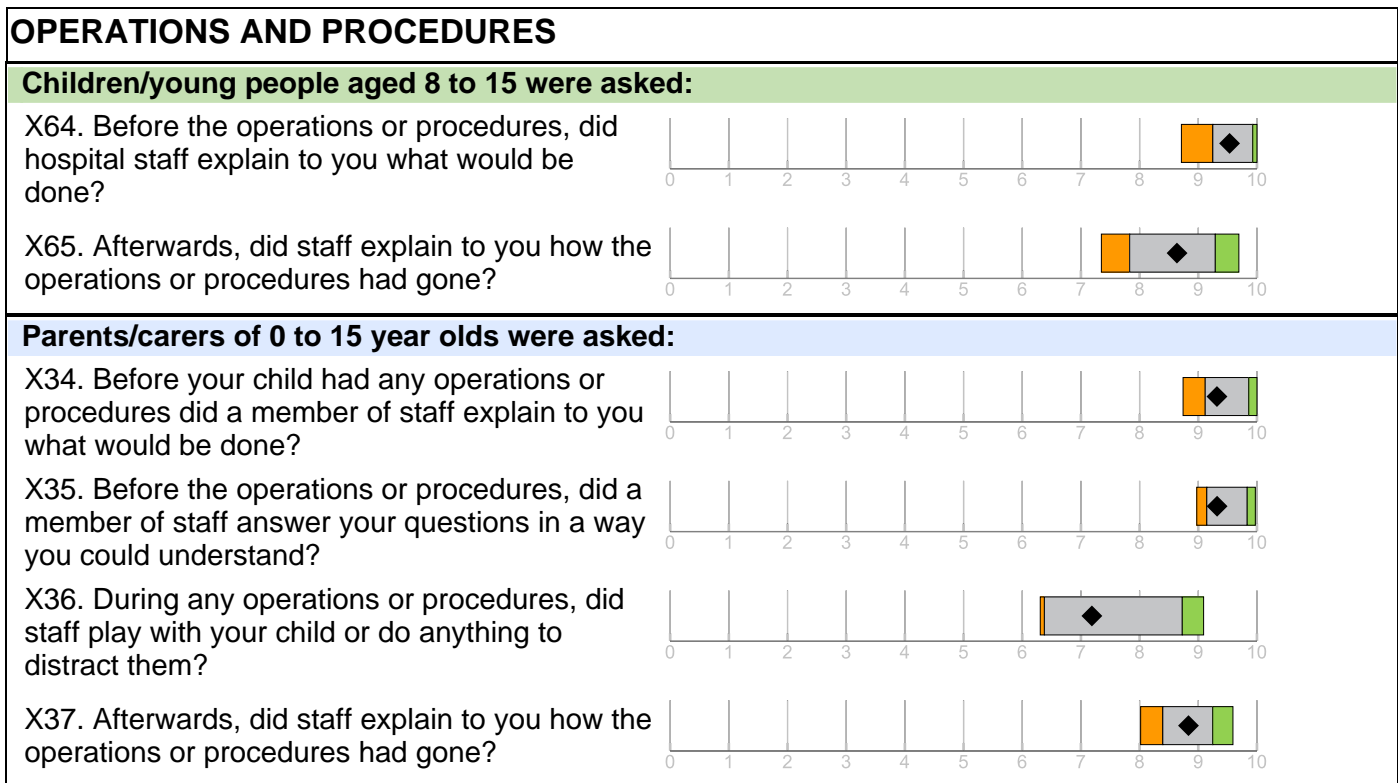 OPERATIONS AND PROCEDURES
Children/young people aged 8 to 15 were asked:
X64. Before the operations or procedures, did
hospital staff explain to you what would be
done?
0 1 2 3 4 5 6 7 8 9 10
X65. Afterwards, did staff explain to you how the
operations or procedures had gone?
0 1 2 3 4 5 6 7 8 9 10
Parents/carers of 0 to 15 year olds were asked:
X34. Before your child had any operations or
procedures did a member of staff explain to you
what would be done?
0 1 2 3 4 5 6 7 8 9 10
X35. Before the operations or procedures, did a
member of staff answer your questions in a way
you could understand?
0 1 2 3 4 5 6 7 8 9 10
X36. During any operations or procedures, did
staff play with your child or do anything to
distract them?
0 1 2 3 4 5 6 7 8 9 10
X37. Afterwards, did staff explain to you how the
operations or procedures had gone?
0 1 2 3 4 5 6 7 8 9 10